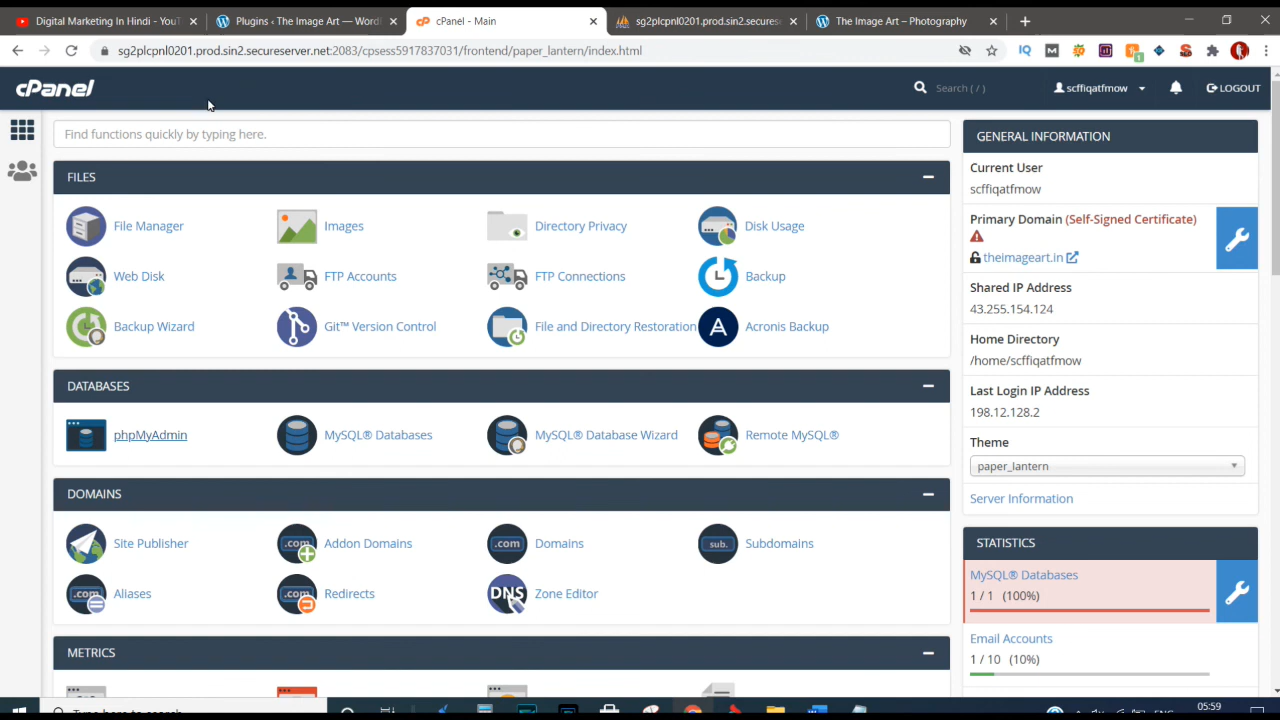 Digital Marketing In Hindi - YouT
Plugins ‹ The Image Art — Word
cPanel - Main
sg2plcpnl0201.prod.sin2.secures
The Image Art – Photography
sg2plcpnl0201.prod.sin2.secureserver.net:2083/cpsess5917837031/frontend/paper_lantern/index.html
cPanel
Search ( / )
scffiqatfmow
LOGOUT
Find functions quickly by typing here.
FILES
File Manager
Images
Directory Privacy
Disk Usage
Web Disk
FTP Accounts
FTP Connections
Backup
Backup Wizard
Git™ Version Control
File and Directory Restoration
Acronis Backup
DATABASES
phpMyAdmin
MySQL® Databases
MySQL® Database Wizard
Remote MySQL®
DOMAINS
Site Publisher
Addon Domains
Domains
Subdomains
Aliases
Redirects
Zone Editor
METRICS
GENERAL INFORMATION
Current User
scffiqatfmow
Primary Domain (Self-Signed Certificate)
theimageart.in
Shared IP Address
43.255.154.124
Home Directory
/home/scffiqatfmow
Last Login IP Address
198.12.128.2
Theme
paper_lantern
Server Information
STATISTICS
MySQL® Databases
1 / 1 (100%)
Email Accounts
1 / 10 (10%)
Type here to search
ENG
05:59